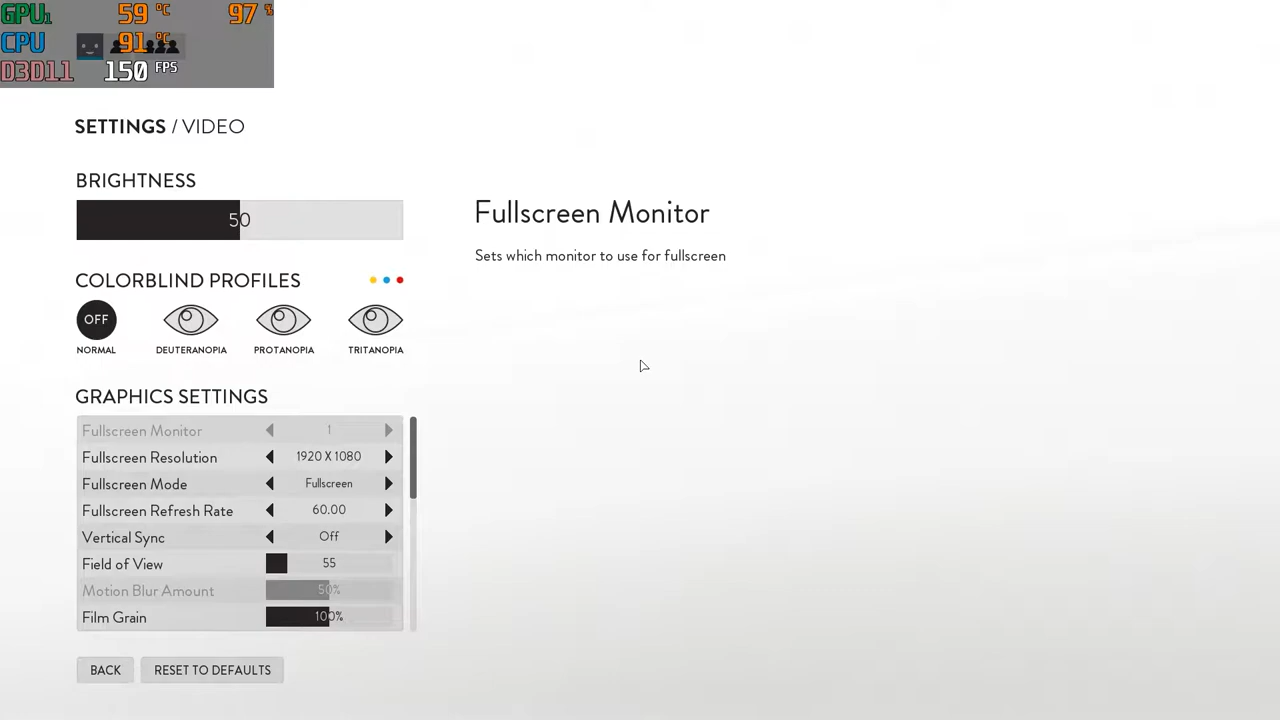 GPU1 59 °C 97 %
CPU 91 °C
D3D11 150 FPS
SETTINGS / VIDEO
BRIGHTNESS
50
Fullscreen Monitor
Sets which monitor to use for fullscreen
COLORBLIND PROFILES
OFF
NORMAL DEUTERANOPIA PROTANOPIA TRITANOPIA
GRAPHICS SETTINGS
Fullscreen Monitor 1
Fullscreen Resolution 1920 X 1080
Fullscreen Mode Fullscreen
Fullscreen Refresh Rate 60.00
Vertical Sync Off
Field of View 55
Motion Blur Amount 50%
Film Grain 100%
BACK RESET TO DEFAULTS